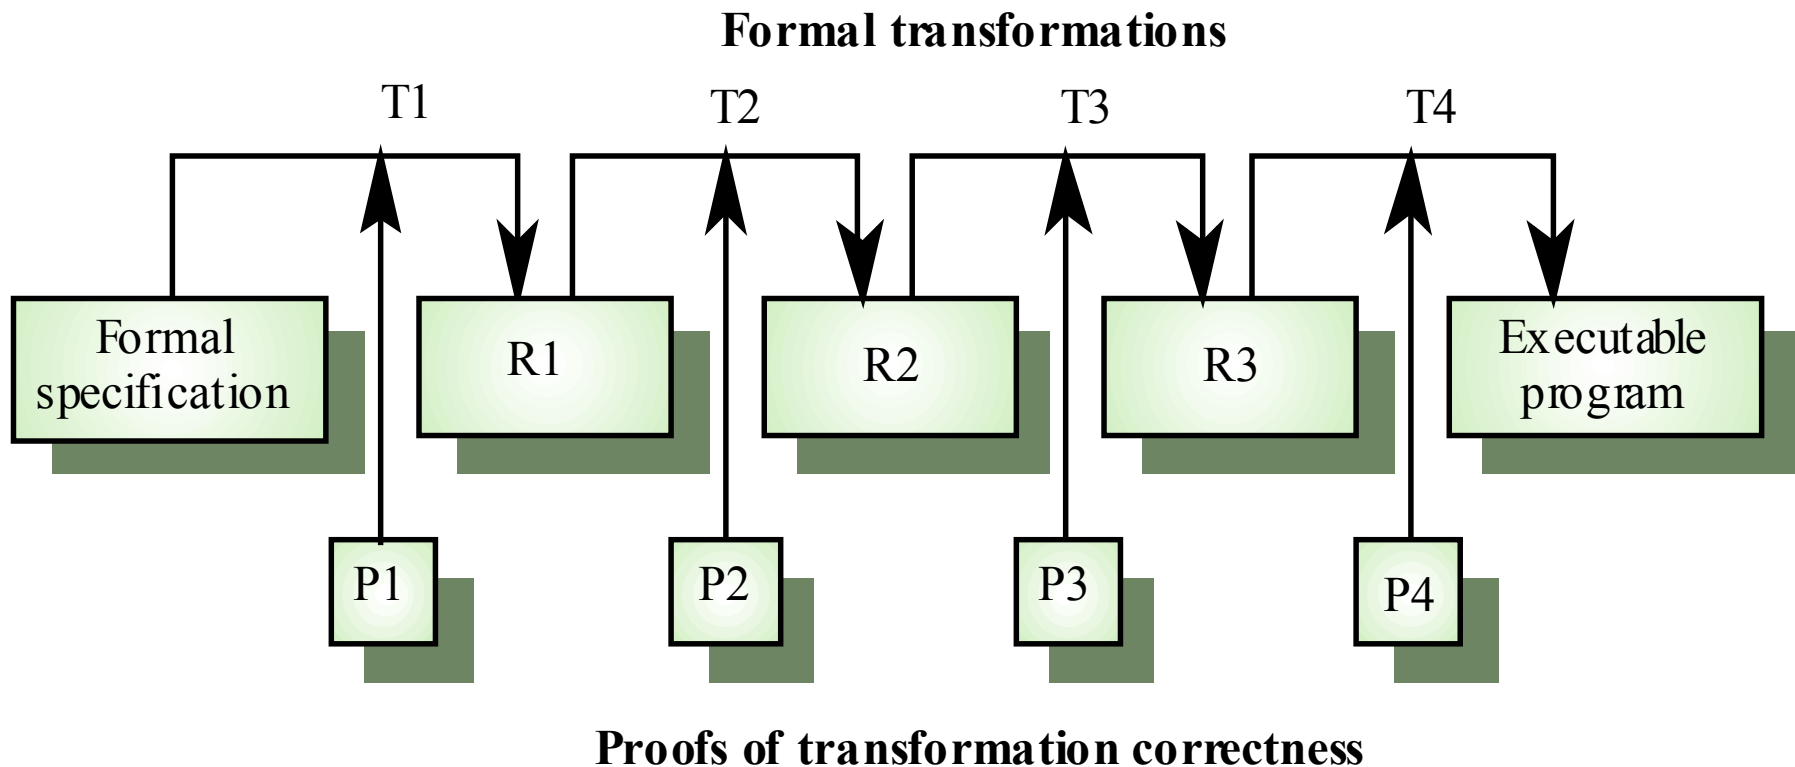 Formal transformations
T1
T2
T3
T4
Formal
specification
R1
R2
R3
Executable
program
P1
P2
P3
P4
Proofs of transformation correctness